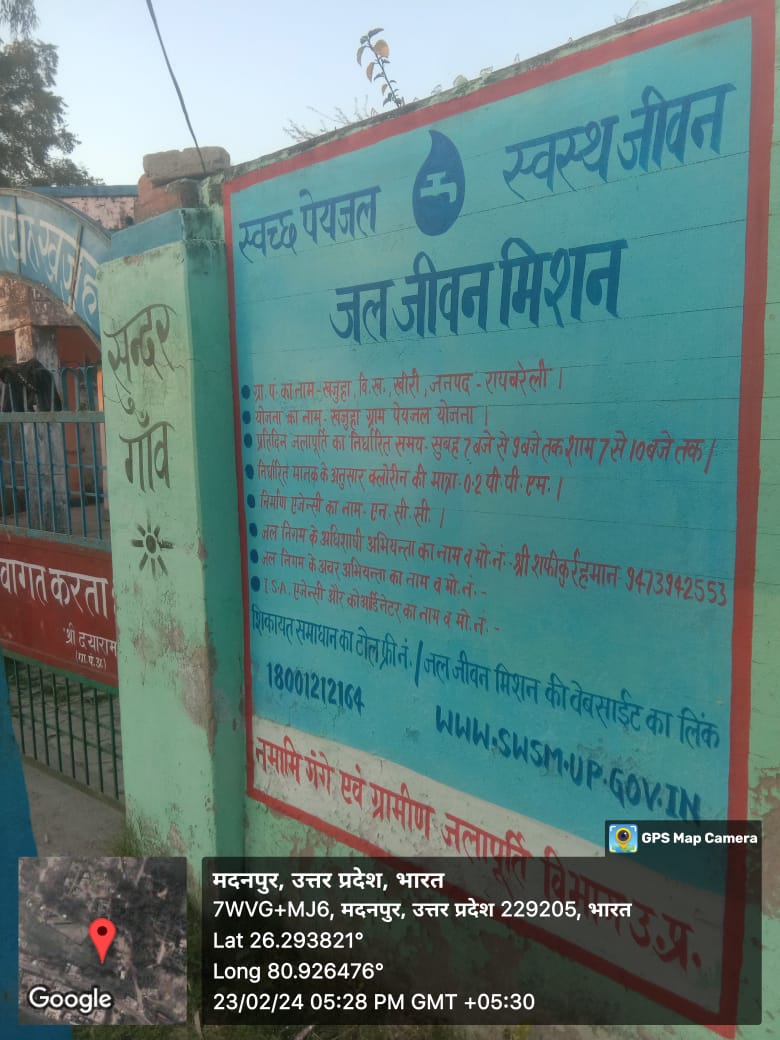 स्वच्छ पेयजल स्वस्थ जीवन
जल जीवन मिशन
ग्रा. पं. का नाम - खजुहा, वि. ख., खीरों, जनपद - रायबरेली ।
योजना का नाम - खजुहा ग्राम पेयजल योजना ।
प्रतिदिन जलापूर्ति का निर्धारित समय - सुबह 7 बजे से 9 बजे तक शाम 7 से 10 बजे तक ।
निर्धारित मानक के अनुसार क्लोरीन की मात्रा - 0.2 पी. पी. एम. ।
निर्माण एजेन्सी का नाम - एन. सी. सी. ।
जल निगम के अधिशाषी अभियन्ता का नाम व मो. नं. - श्री शफीकुर्रहमान 9473942553
जल निगम के अवर अभियन्ता का नाम व मो. नं. -
I.S.A. एजेन्सी और कोआर्डिनेटर का नाम व मो. नं. -
शिकायत समाधान का टोल फ्री नं. / जल जीवन मिशन की वेबसाईट का लिंक
18001212164
WWW.SWSM.UP.GOV.IN
नमामि गंगे एवं ग्रामीण जलापूर्ति विभाग उ. प्र.
सुन्दर
गाँव
वागत करता
श्री दयाराम
(ग्रा. पं. अ)
GPS Map Camera
मदनपुर, उत्तर प्रदेश, भारत
7WVG+MJ6, मदनपुर, उत्तर प्रदेश 229205, भारत
Lat 26.293821°
Long 80.926476°
23/02/24 05:28 PM GMT +05:30
Google